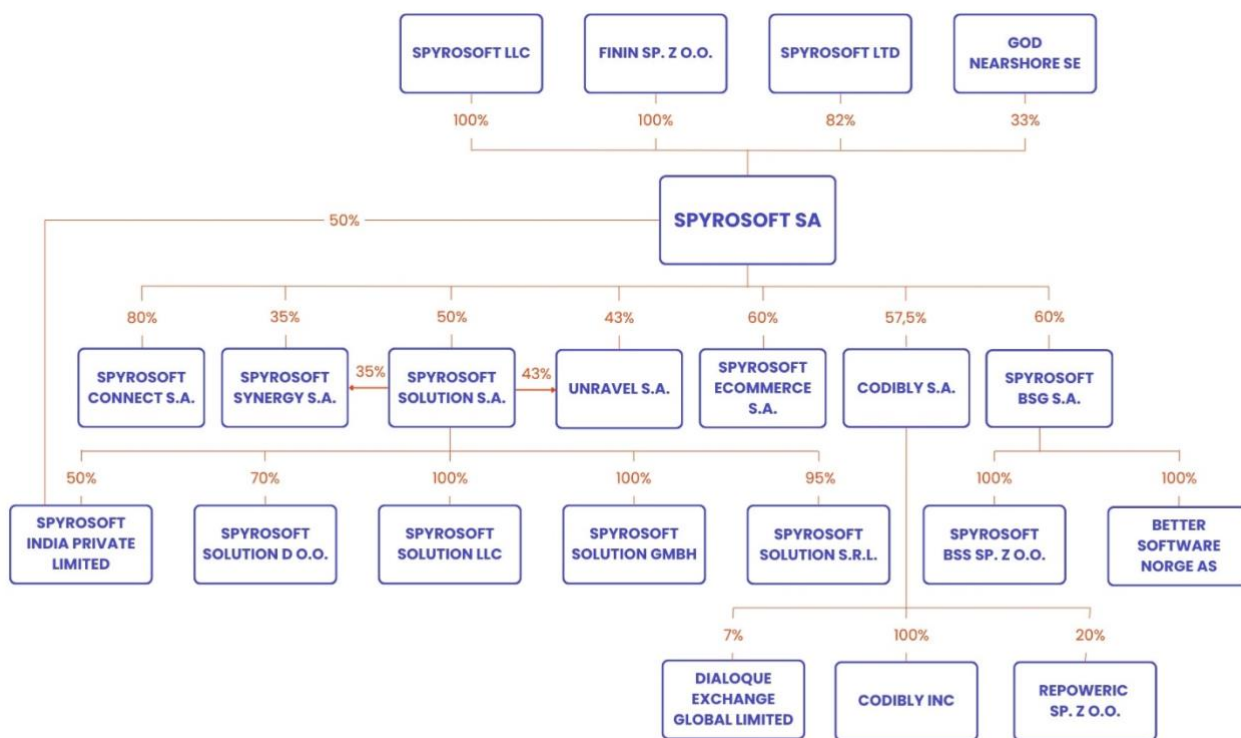 SPYROSOFT LLC
FININ SP. Z O.O.
SPYROSOFT LTD
GOD
NEARSHORE SE
100%
100%
82%
33%
SPYROSOFT SA
50%
80%
35%
50%
43%
60%
57,5%
60%
SPYROSOFT
CONNECT S.A.
SPYROSOFT
SYNERGY S.A.
35%
SPYROSOFT
SOLUTION S.A.
43%
UNRAVEL S.A.
SPYROSOFT
ECOMMERCE
S.A.
CODIBLY S.A.
SPYROSOFT
BSG S.A.
50%
70%
100%
100%
95%
100%
100%
SPYROSOFT
INDIA PRIVATE
LIMITED
SPYROSOFT
SOLUTION D O.O.
SPYROSOFT
SOLUTION LLC
SPYROSOFT
SOLUTION GMBH
SPYROSOFT
SOLUTION S.R.L.
SPYROSOFT
BSS SP. Z O.O.
BETTER
SOFTWARE
NORGE AS
7%
100%
20%
DIALOQUE
EXCHANGE
GLOBAL LIMITED
CODIBLY INC
REPOWERIC
SP. Z O.O.